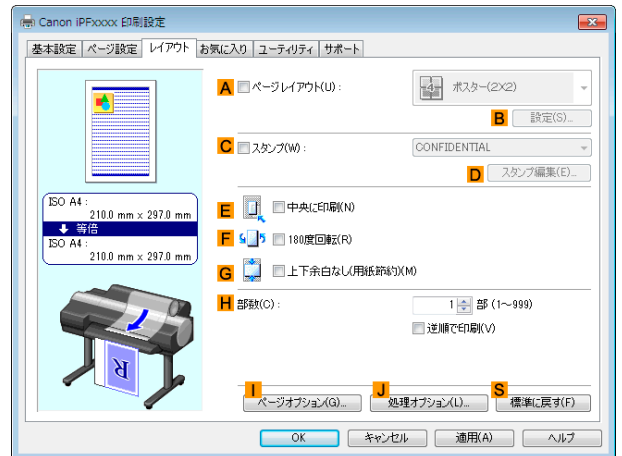 Canon iPFxxxx 印刷設定
基本設定 ページ設定 レイアウト お気に入り ユーティリティ サポート
A ページレイアウト(U) : 4 ポスター(2×2)
B 設定(S)...
C スタンプ(W) : CONFIDENTIAL
D スタンプ編集(E)...
ISO A4 :
210.0 mm x 297.0 mm
等倍
ISO A4 :
210.0 mm x 297.0 mm
E 中央に印刷(N)
F 180度回転(R)
G 上下余白なし(用紙節約)(M)
H 部数(C) : 1 部 (1～999)
逆順で印刷(V)
R
I ページオプション(G)...
J 処理オプション(L)...
S 標準に戻す(F)
OK キャンセル 適用(A) ヘルプ